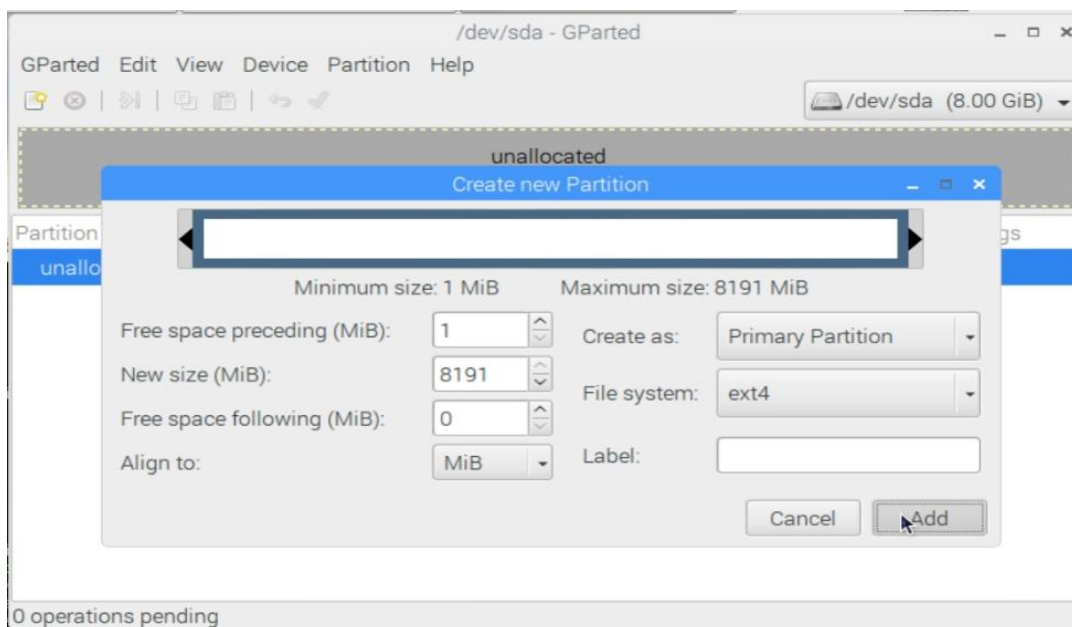 /dev/sda - GParted
GParted Edit View Device Partition Help
/dev/sda (8.00 GiB)
unallocated
Create new Partition
Partition
gs
unallo
Minimum size: 1 MiB Maximum size: 8191 MiB
Free space preceding (MiB): 1 Create as: Primary Partition
New size (MiB): 8191 File system: ext4
Free space following (MiB): 0
Align to: MiB Label:
Cancel Add
0 operations pending